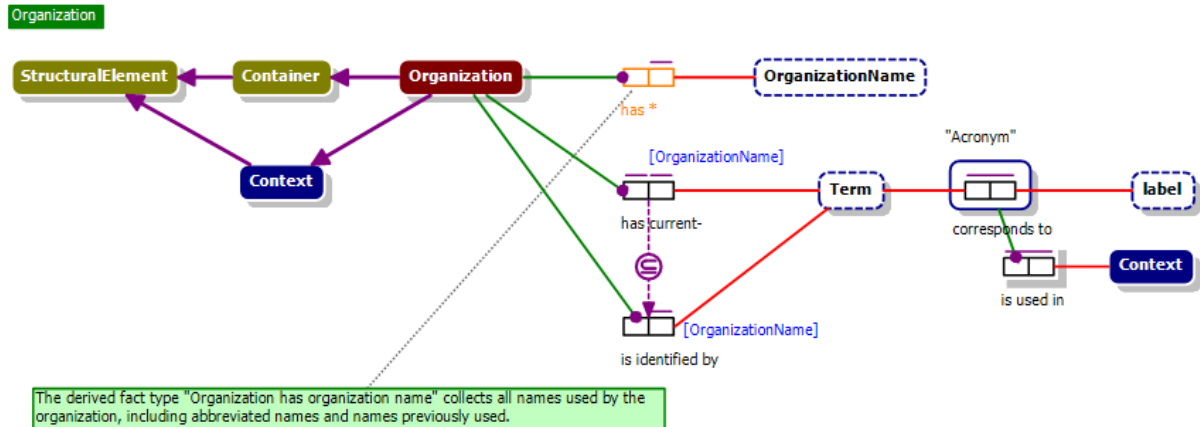 Organization
StructuralElement
Container
Organization
OrganizationName
has *
"Acronym"
[OrganizationName]
Context
Term
label
has current-
corresponds to
Context
is used in
[OrganizationName]
is identified by
The derived fact type "Organization has organization name" collects all names used by the
organization, including abbreviated names and names previously used.